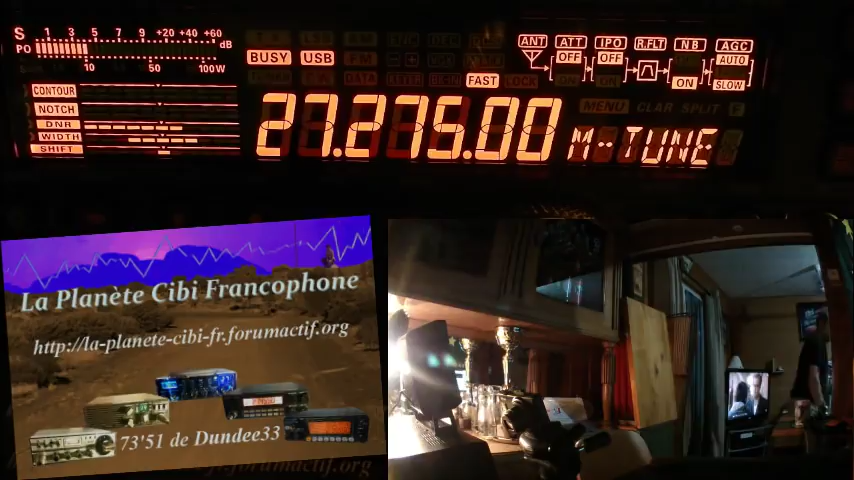 S 1 3 5 7 9 +20 +40 +60 dB
PO 10 50 100W
BUSY USB
FAST LOCK
ANT ATT IPO R.FLT NB AGC
OFF OFF AUTO
ON SLOW
CONTOUR
NOTCH
DNR
WIDTH
SHIFT
MENU CLAR SPLIT
27.275.00 M-TUNE
La Planète Cibi Francophone
http://la-planete-cibi-fr.forumactif.org
73'51 de Dundee33